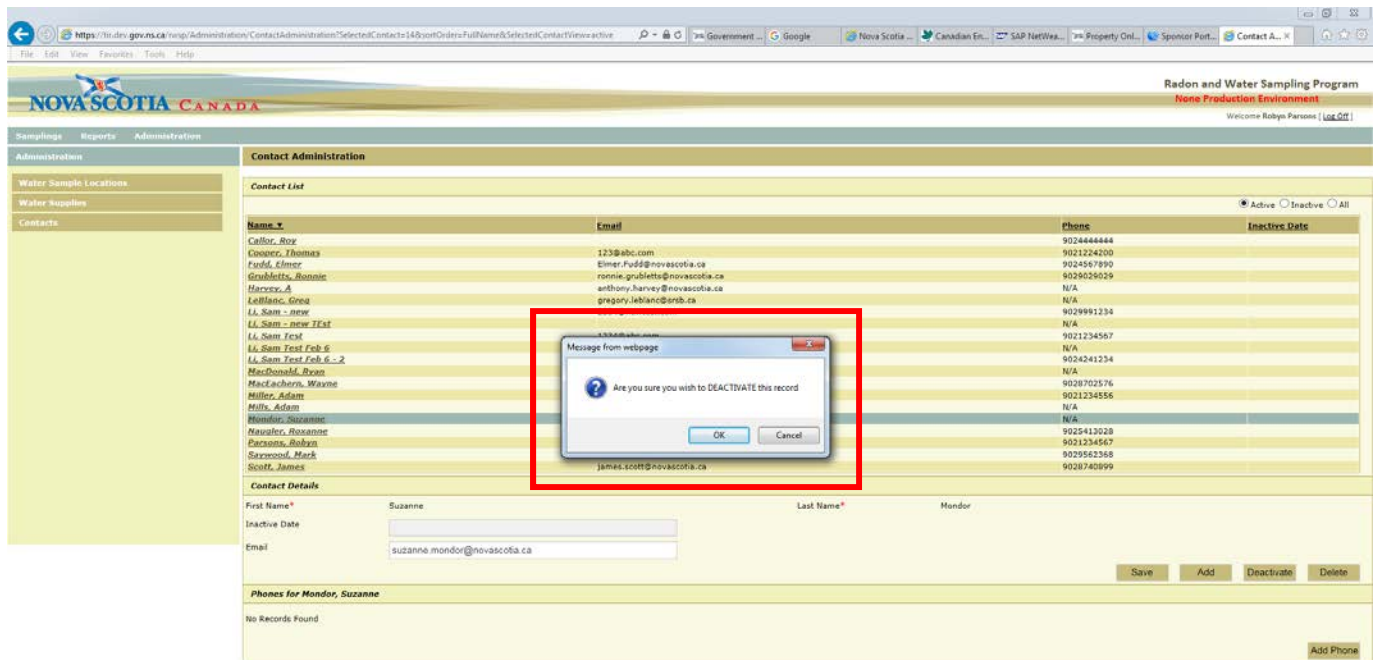 https://fin.dev.gov.ns.ca/rwsp/Administration/ContactAdministration?SelectedContact=14&sortOrder=FullName&SelectedContactView=active Government ... Google Nova Scotia ... Canadian En... SAP NetWea... Property Onl... Sponsor Port... Contact A...
File Edit View Favorites Tools Help
NOVA SCOTIA CANADA
Radon and Water Sampling Program
None Production Environment
Welcome Robyn Parsons [ Log Off ]
Samplings Reports Administration
Administration
Contact Administration
Water Sample Locations
Water Supplies
Contacts
Contact List
Active Inactive All
Name Email Phone Inactive Date
Callor, Roy 9024444444
Cooper, Thomas 123@abc.com 9021224200
Fudd, Elmer Elmer.Fudd@novascotia.ca 9024567890
Grubletts, Ronnie ronnie.grubletts@novascotia.ca 9029029029
Harvey, A anthony.harvey@novascotia.ca N/A
LeBlanc, Greg gregory.leblanc@srsb.ca N/A
Li, Sam - new 9029991234
Li, Sam - new TEst N/A
Li, Sam Test 1234@abc.com 9021234567
Li, Sam Test Feb 6 N/A
Li, Sam Test Feb 6 - 2 9024241234
MacDonald, Ryan N/A
MacEachern, Wayne 9028702576
Miller, Adam 9021234556
Mills, Adam N/A
Mondor, Suzanne N/A
Naugler, Roxanne 9025413028
Parsons, Robyn 9021234567
Saywood, Mark 9029562368
Scott, James james.scott@novascotia.ca 9028740899
Message from webpage
Are you sure you wish to DEACTIVATE this record
OK Cancel
Contact Details
First Name* Suzanne Last Name* Mondor
Inactive Date
Email suzanne.mondor@novascotia.ca
Save Add Deactivate Delete
Phones for Mondor, Suzanne
No Records Found
Add Phone